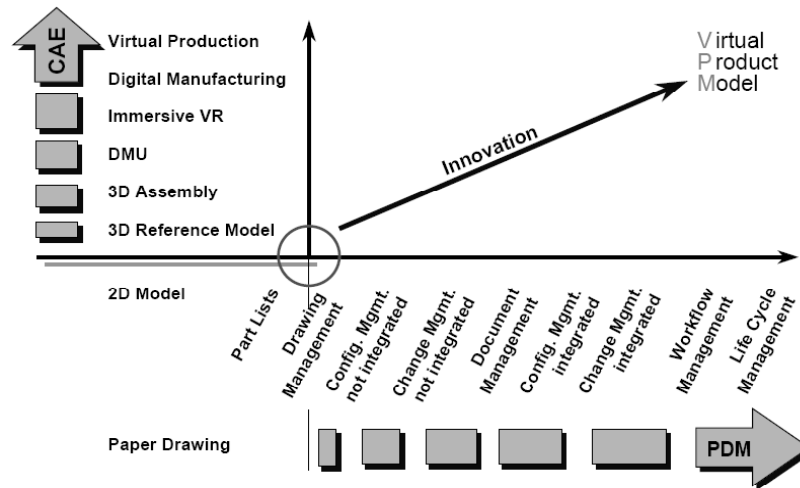 CAE
Virtual Production
Digital Manufacturing
Immersive VR
DMU
3D Assembly
3D Reference Model
2D Model
Virtual
Product
Model
Innovation
Part Lists
Drawing
Management
Config. Mgmt.
not integrated
Change Mgmt.
not integrated
Document
Management
Config. Mgmt.
integrated
Change Mgmt.
integrated
Workflow
Management
Life Cycle
Management
Paper Drawing
PDM